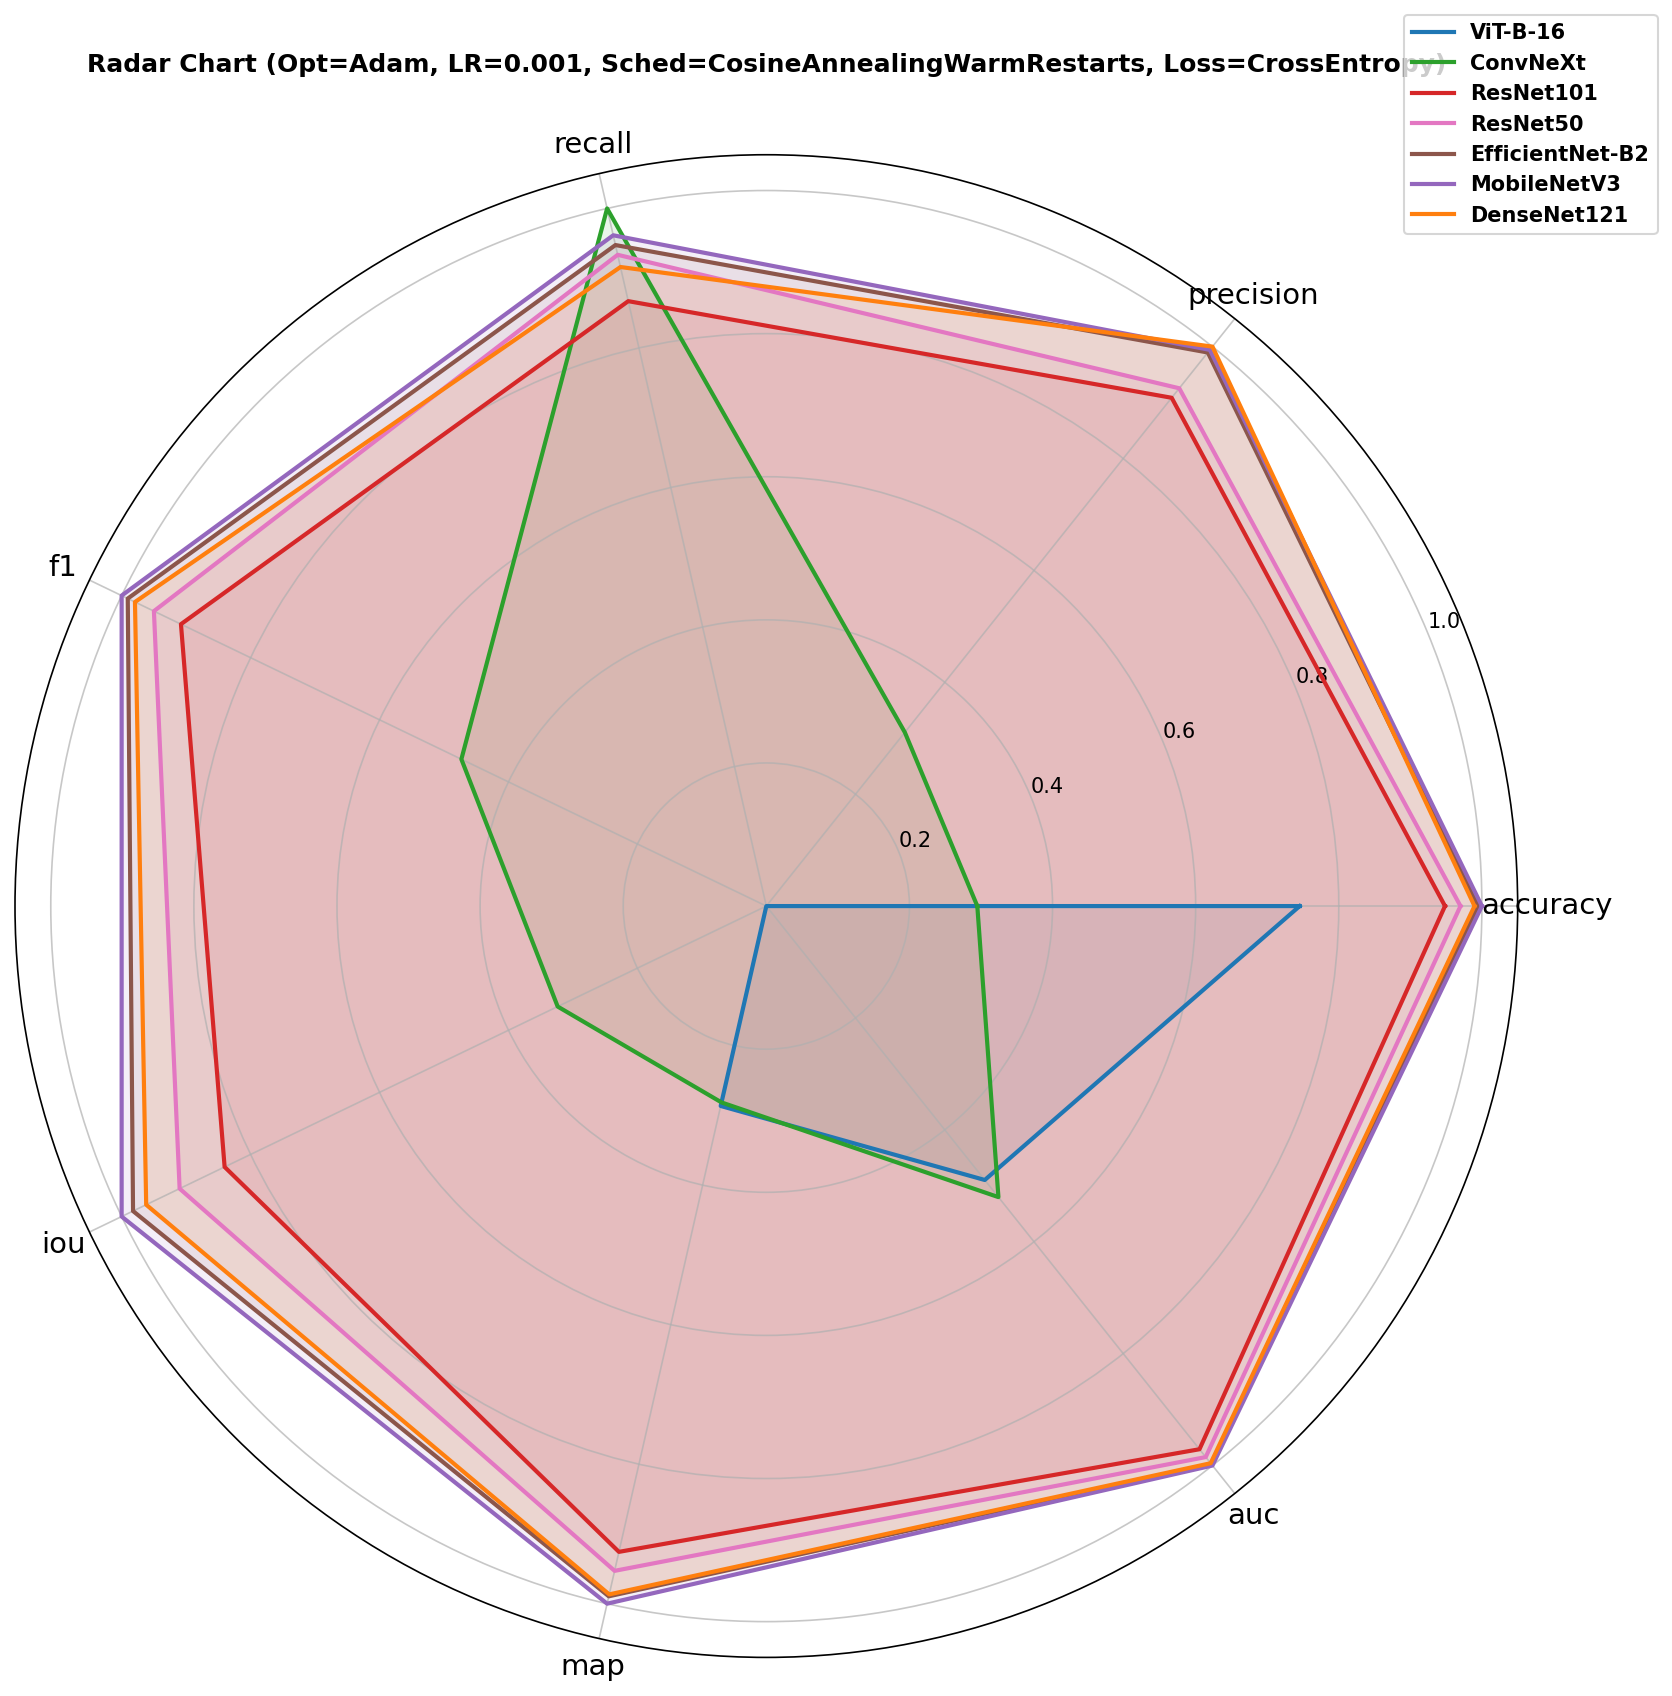 Radar Chart (Opt=Adam, LR=0.001, Sched=CosineAnnealingWarmRestarts, Loss=CrossEntropy)
ViT-B-16
ConvNeXt
ResNet101
ResNet50
EfficientNet-B2
MobileNetV3
DenseNet121
recall
precision
f1
1.0
0.8
0.6
0.4
0.2
accuracy
iou
auc
map